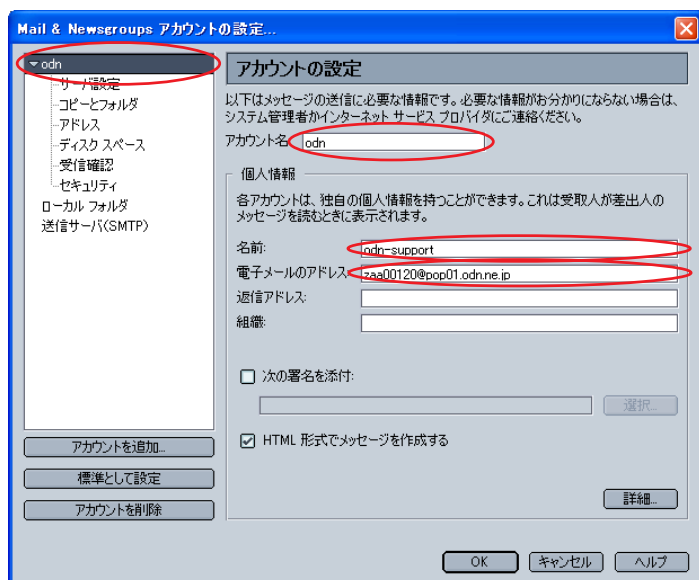 Mail & Newsgroups アカウントの設定...
odn
サーバ設定
コピーとフォルダ
アドレス
ディスク スペース
受信確認
セキュリティ
ローカル フォルダ
送信サーバ(SMTP)
アカウントを追加...
標準として設定
アカウントを削除
アカウントの設定
以下はメッセージの送信に必要な情報です。必要な情報がお分かりにならない場合は、
システム管理者かインターネット サービス プロバイダにご連絡ください。
アカウント名: odn
個人情報
各アカウントは、独自の個人情報を持つことができます。これは受取人が差出人の
メッセージを読むときに表示されます。
名前: odn-support
電子メールのアドレス: zaa00120@pop01.odn.ne.jp
返信アドレス:
組織:
次の署名を添付:
選択...
HTML 形式でメッセージを作成する
詳細...
OK キャンセル ヘルプ